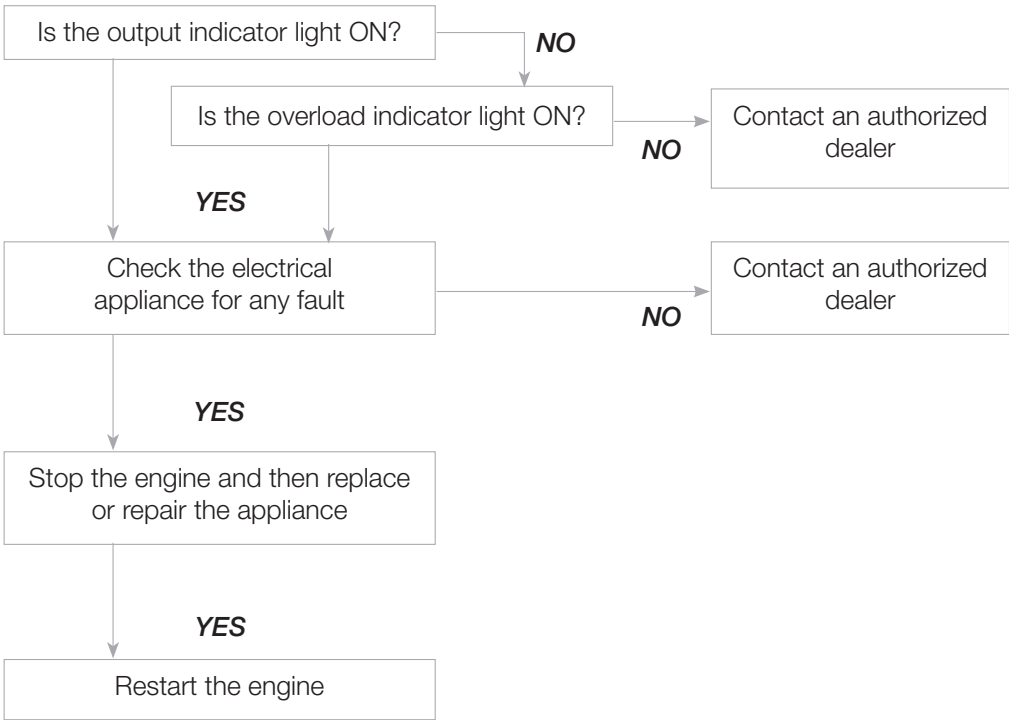 Is the output indicator light ON?
NO
Is the overload indicator light ON?
NO
Contact an authorized
dealer
YES
Check the electrical
appliance for any fault
NO
Contact an authorized
dealer
YES
Stop the engine and then replace
or repair the appliance
YES
Restart the engine